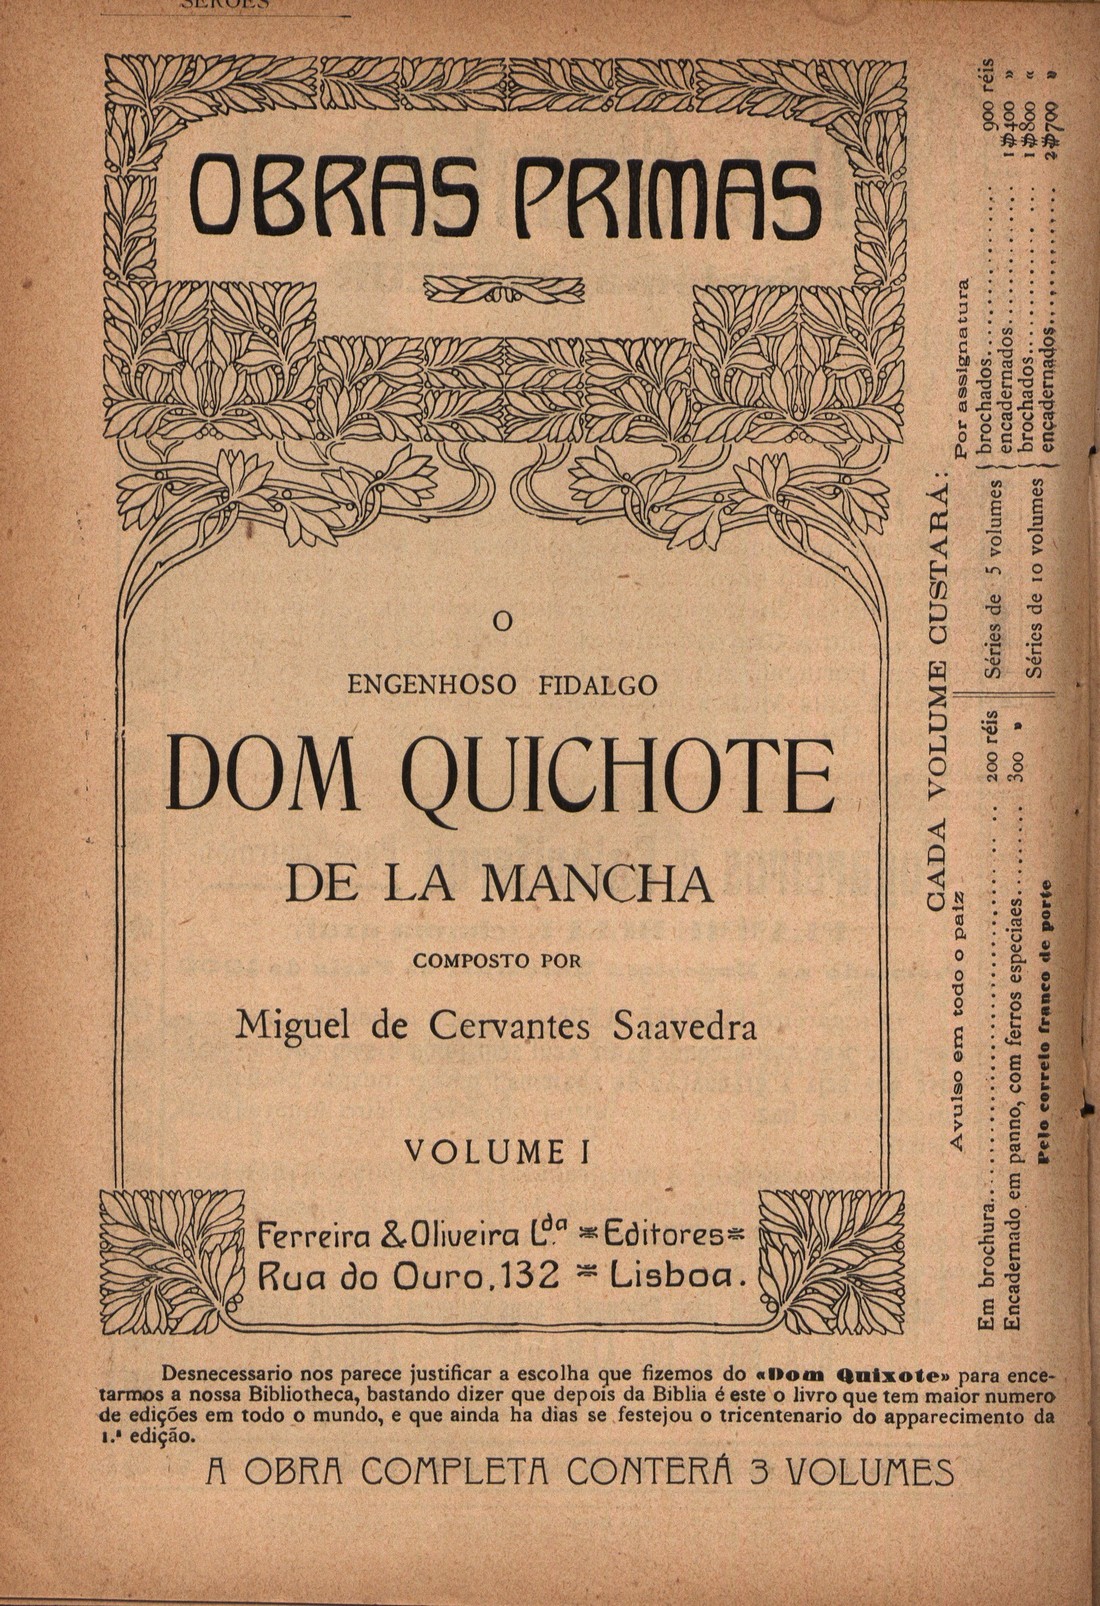 SERÕES
OBRAS PRIMAS
O
ENGENHOSO FIDALGO
DOM QUICHOTE
DE LA MANCHA
COMPOSTO POR
Miguel de Cervantes Saavedra
VOLUME I
Ferreira & Oliveira L.da * Editores *
Rua do Ouro, 132 * Lisboa.
CADA VOLUME CUSTARÁ:
Avulso em todo o paiz
Em brochura........................ 200 réis
Encadernado em panno, com ferros especiaes........ 300 »
Pelo correio franco de porte
Por assignatura
Séries de 5 volumes { brochados.................. 900 réis
encadernados............... 1$400 »
Séries de 10 volumes { brochados.................. 1$800 «
encadernados............... 2$700 »
Desnecessario nos parece justificar a escolha que fizemos do «Dom Quixote» para ence-
tarmos a nossa Bibliotheca, bastando dizer que depois da Biblia é este o livro que tem maior numero
de edições em todo o mundo, e que ainda ha dias se festejou o tricentenario do apparecimento da
1.ª edição.
A OBRA COMPLETA CONTERÁ 3 VOLUMES